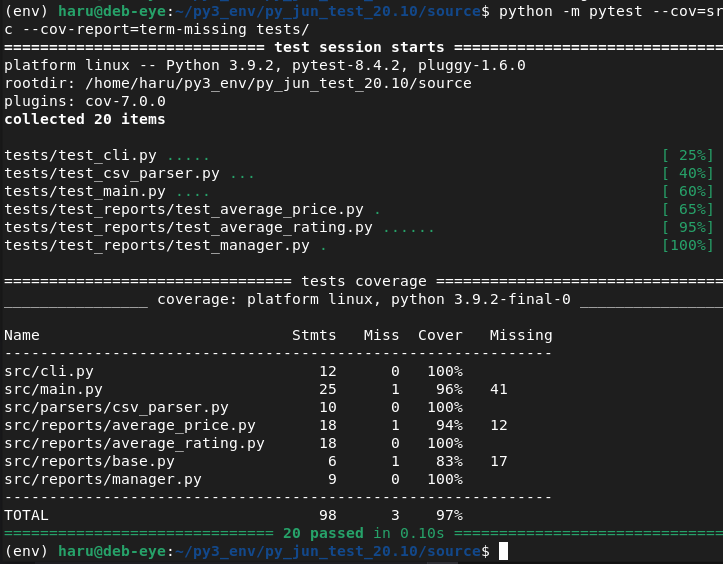 (env) haru@deb-eye:~/py3_env/py_jun_test_20.10/source$ python -m pytest --cov=sr
c --cov-report=term-missing tests/
============================= test session starts ==============================
platform linux -- Python 3.9.2, pytest-8.4.2, pluggy-1.6.0
rootdir: /home/haru/py3_env/py_jun_test_20.10/source
plugins: cov-7.0.0
collected 20 items
tests/test_cli.py ..... [ 25%]
tests/test_csv_parser.py ... [ 40%]
tests/test_main.py .... [ 60%]
tests/test_reports/test_average_price.py . [ 65%]
tests/test_reports/test_average_rating.py ...... [ 95%]
tests/test_reports/test_manager.py . [100%]
================================ tests coverage ================================
________________ coverage: platform linux, python 3.9.2-final-0 ________________
Name Stmts Miss Cover Missing
-------------------------------------------------------------
src/cli.py 12 0 100%
src/main.py 25 1 96% 41
src/parsers/csv_parser.py 10 0 100%
src/reports/average_price.py 18 1 94% 12
src/reports/average_rating.py 18 0 100%
src/reports/base.py 6 1 83% 17
src/reports/manager.py 9 0 100%
-------------------------------------------------------------
TOTAL 98 3 97%
============================== 20 passed in 0.10s ==============================
(env) haru@deb-eye:~/py3_env/py_jun_test_20.10/source$